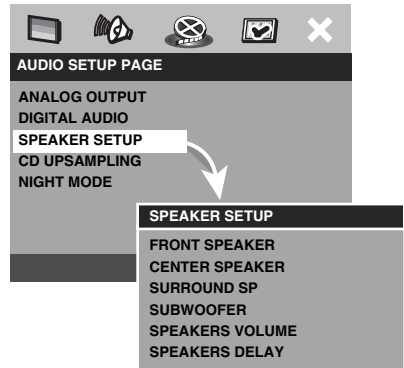 AUDIO SETUP PAGE
ANALOG OUTPUT
DIGITAL AUDIO
SPEAKER SETUP
CD UPSAMPLING
NIGHT MODE
SPEAKER SETUP
FRONT SPEAKER
CENTER SPEAKER
SURROUND SP
SUBWOOFER
SPEAKERS VOLUME
SPEAKERS DELAY